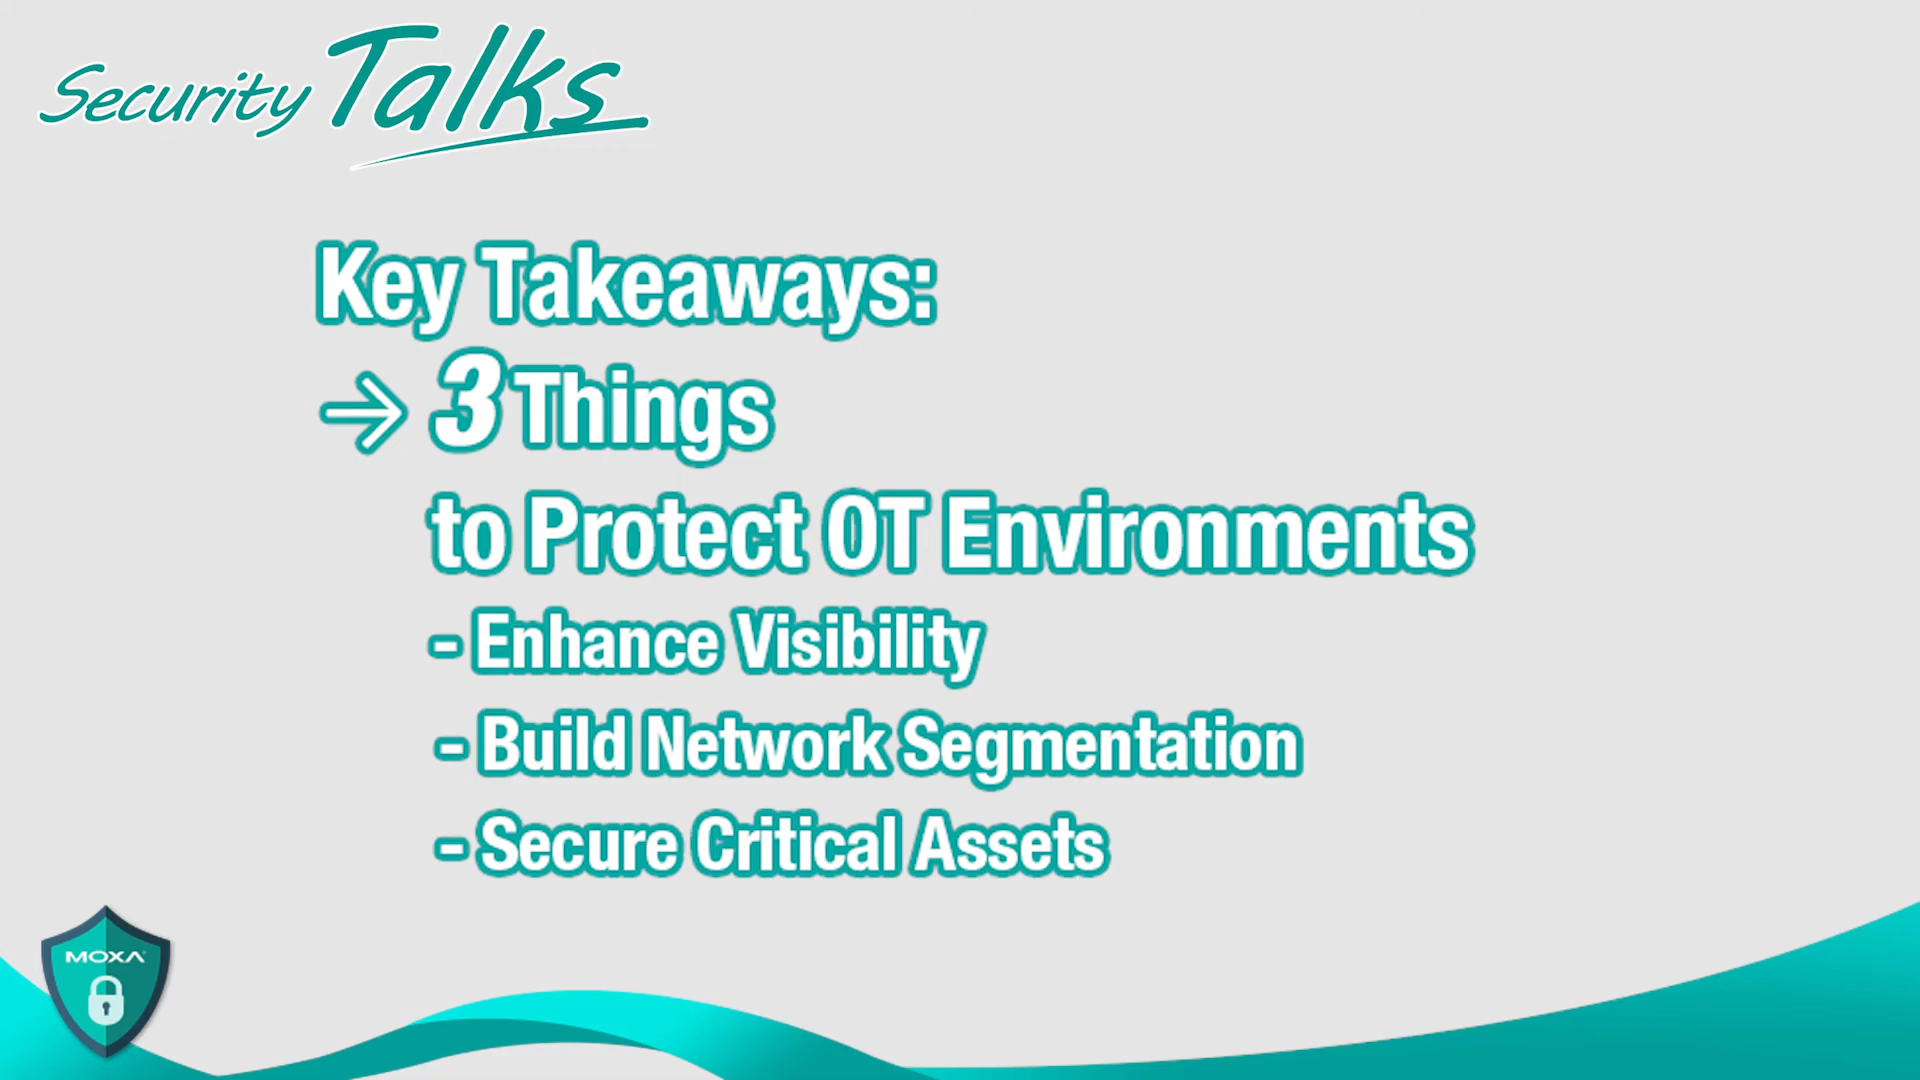 Security Talks
Key Takeaways:
→ 3 Things
to Protect OT Environments
- Enhance Visibility
- Build Network Segmentation
- Secure Critical Assets
MOXA